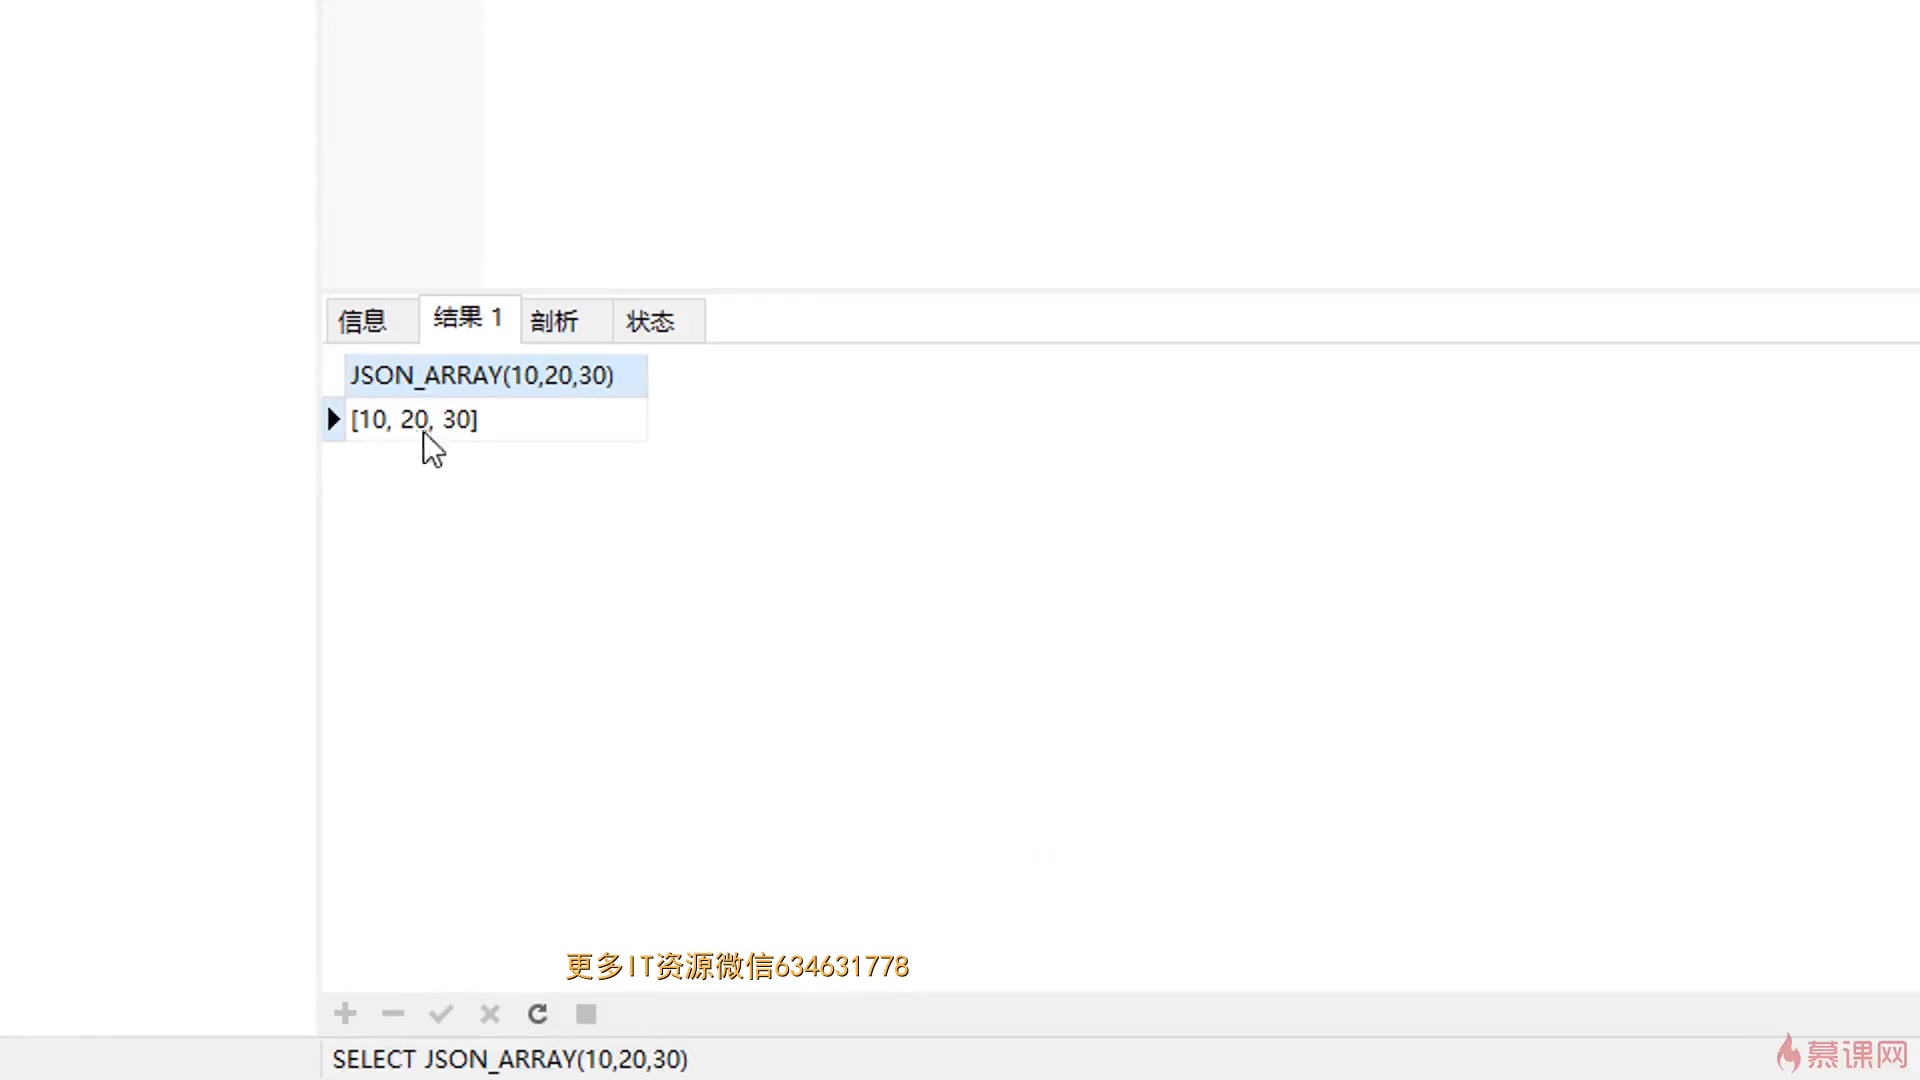 信息 结果 1 剖析 状态
JSON_ARRAY(10,20,30)
[10, 20, 30]
更多IT资源微信634631778
SELECT JSON_ARRAY(10,20,30)
慕课网